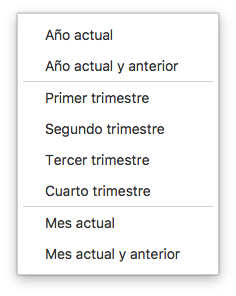 Año actual
Año actual y anterior
Primer trimestre
Segundo trimestre
Tercer trimestre
Cuarto trimestre
Mes actual
Mes actual y anterior